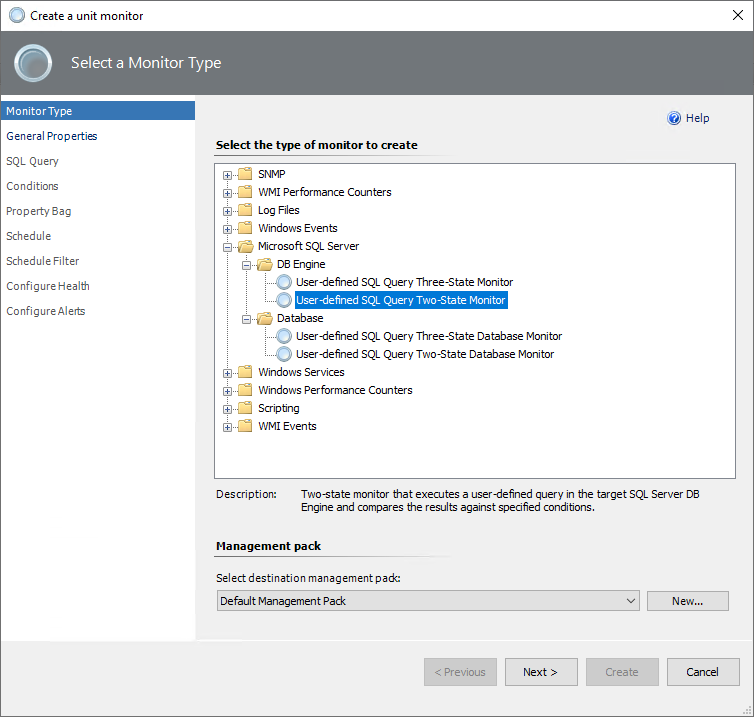 Create a unit monitor
Select a Monitor Type
Monitor Type
General Properties
SQL Query
Conditions
Property Bag
Schedule
Schedule Filter
Configure Health
Configure Alerts
Help
Select the type of monitor to create
SNMP
WMI Performance Counters
Log Files
Windows Events
Microsoft SQL Server
DB Engine
User-defined SQL Query Three-State Monitor
User-defined SQL Query Two-State Monitor
Database
User-defined SQL Query Three-State Database Monitor
User-defined SQL Query Two-State Database Monitor
Windows Services
Windows Performance Counters
Scripting
WMI Events
Description: Two-state monitor that executes a user-defined query in the target SQL Server DB
Engine and compares the results against specified conditions.
Management pack
Select destination management pack:
Default Management Pack New...
< Previous Next > Create Cancel